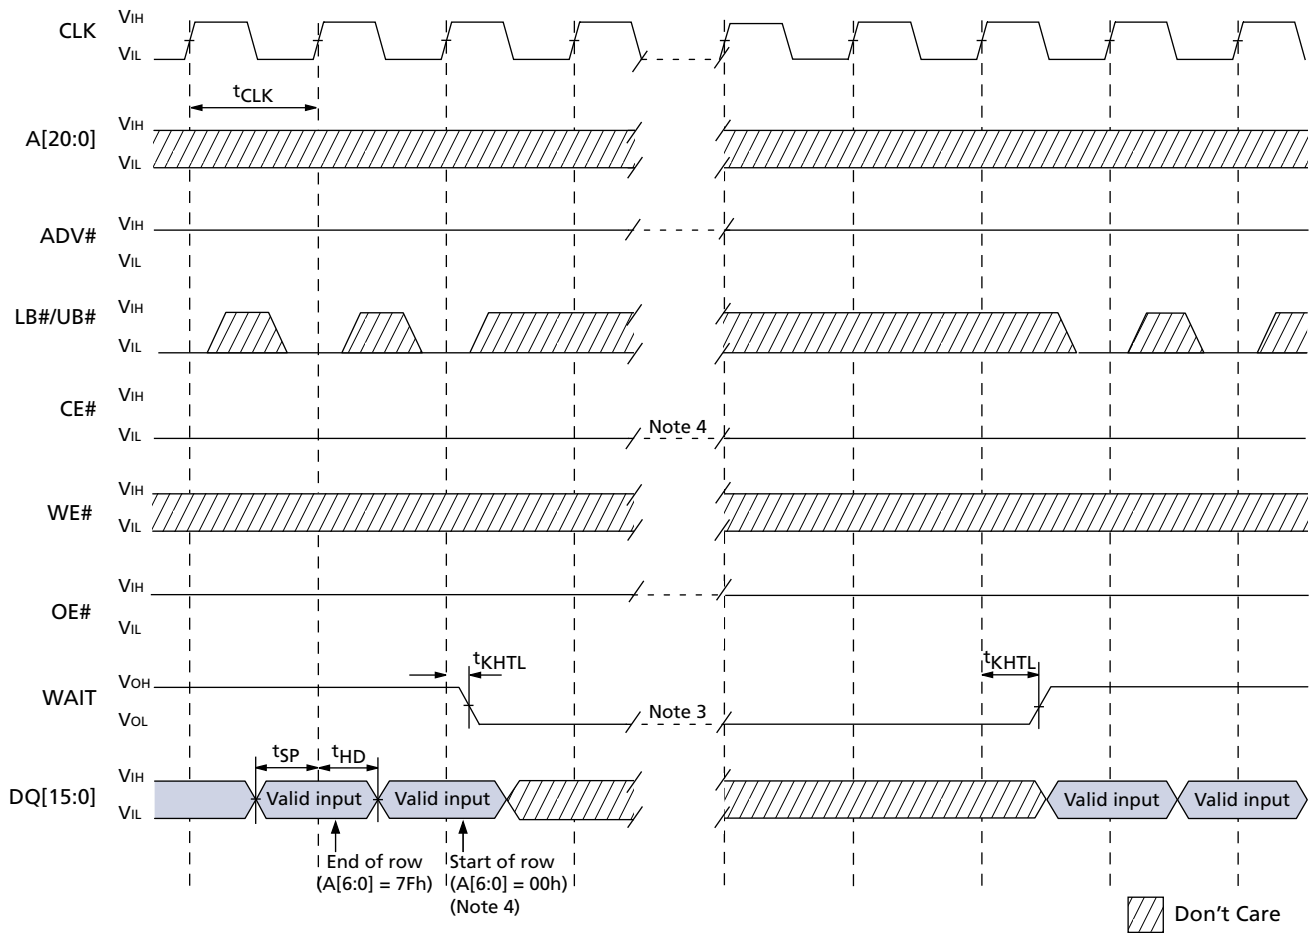 CLK
VIH
VIL
tCLK
A[20:0]
VIH
VIL
ADV#
VIH
VIL
LB#/UB#
VIH
VIL
CE#
VIH
VIL
Note 4
WE#
VIH
VIL
OE#
VIH
VIL
WAIT
VOH
VOL
tKHTL
Note 3
tKHTL
DQ[15:0]
VIH
VIL
tSP
tHD
Valid input
Valid input
Valid input
Valid input
End of row
(A[6:0] = 7Fh)
Start of row
(A[6:0] = 00h)
(Note 4)
Don't Care